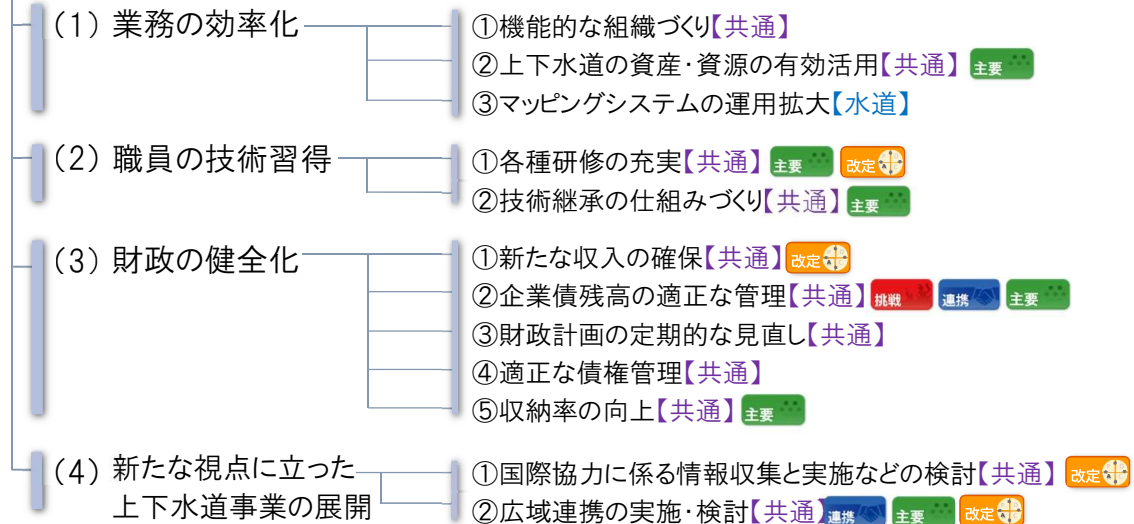 (1) 業務の効率化
①機能的な組織づくり【共通】
②上下水道の資産・資源の有効活用【共通】 主要
③マッピングシステムの運用拡大【水道】
(2) 職員の技術習得
①各種研修の充実【共通】 主要 改定
②技術継承の仕組みづくり【共通】 主要
(3) 財政の健全化
①新たな収入の確保【共通】 改定
②企業債残高の適正な管理【共通】 挑戦 連携 主要
③財政計画の定期的な見直し【共通】
④適正な債権管理【共通】
⑤収納率の向上【共通】 主要
(4) 新たな視点に立った
上下水道事業の展開
①国際協力に係る情報収集と実施などの検討【共通】 改定
②広域連携の実施・検討【共通】 連携 主要 改定